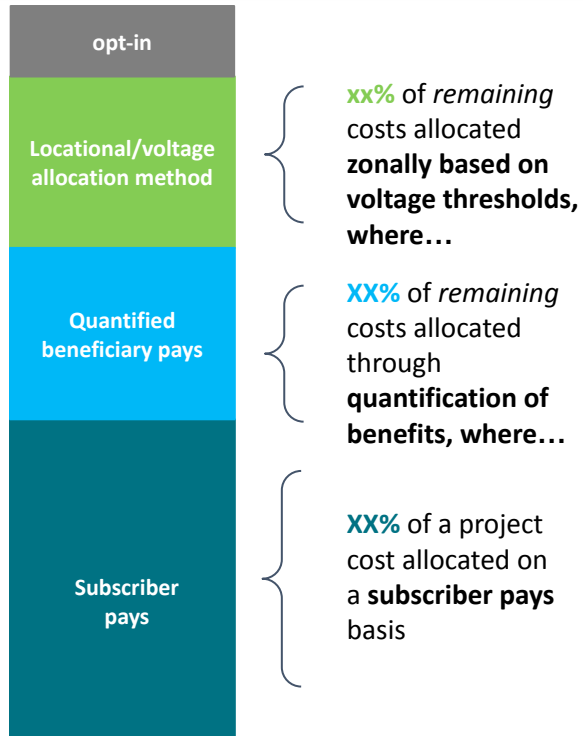 opt-in
Locational/voltage
allocation method
xx% of remaining
costs allocated
zonally based on
voltage thresholds,
where…
Quantified
beneficiary pays
XX% of remaining
costs allocated
through
quantification of
benefits, where…
Subscriber
pays
XX% of a project
cost allocated on
a subscriber pays
basis